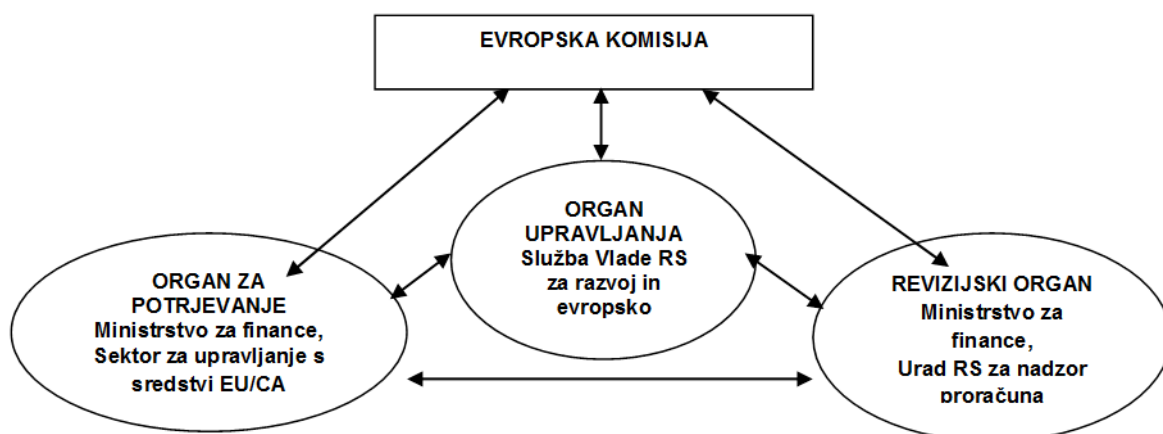 EVROPSKA KOMISIJA
ORGAN
UPRAVLJANJA
Služba Vlade RS
za razvoj in
evropsko
ORGAN ZA
POTRJEVANJE
Ministrstvo za finance,
Sektor za upravljanje s
sredstvi EU/CA
REVIZIJSKI ORGAN
Ministrstvo za
finance,
Urad RS za nadzor
proračuna